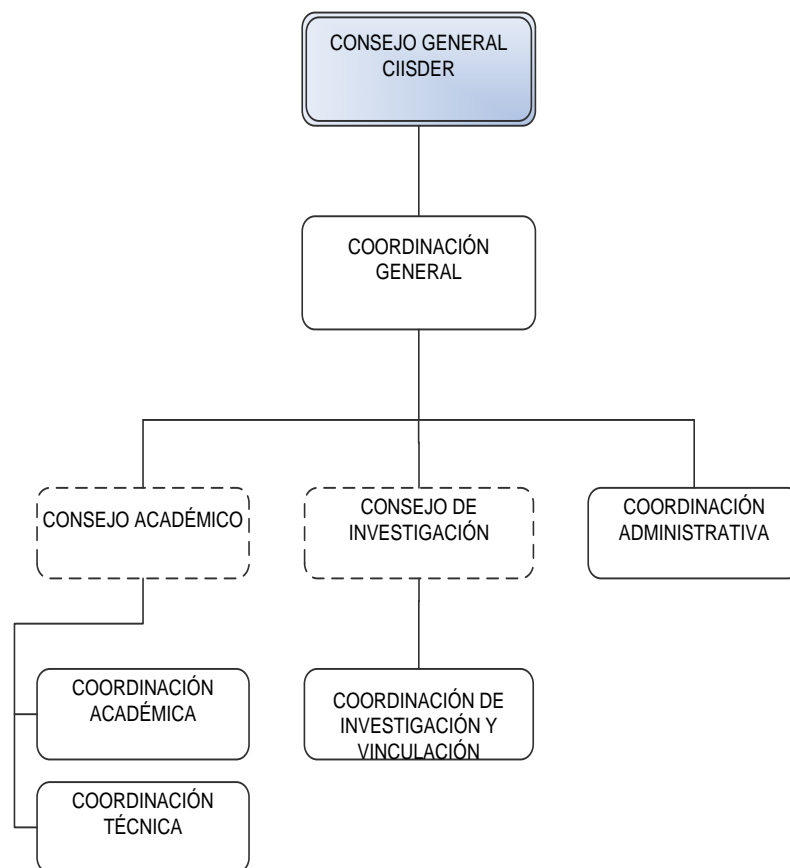 CONSEJO GENERAL
CIISDER
COORDINACIÓN
GENERAL
CONSEJO ACADÉMICO
CONSEJO DE
INVESTIGACIÓN
COORDINACIÓN
ADMINISTRATIVA
COORDINACIÓN
ACADÉMICA
COORDINACIÓN DE
INVESTIGACIÓN Y
VINCULACIÓN
COORDINACIÓN
TÉCNICA